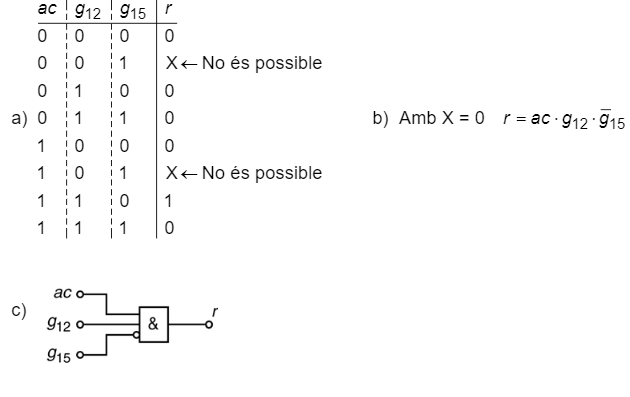 ac g12 g15 r
0 0 0 0
0 0 1 X ← No és possible
0 1 0 0
a) 0 1 1 0
b) Amb X = 0 r = ac · g12 · g̅15
1 0 0 0
1 0 1 X ← No és possible
1 1 0 1
1 1 1 0
c)
ac
g12
g15
&
r